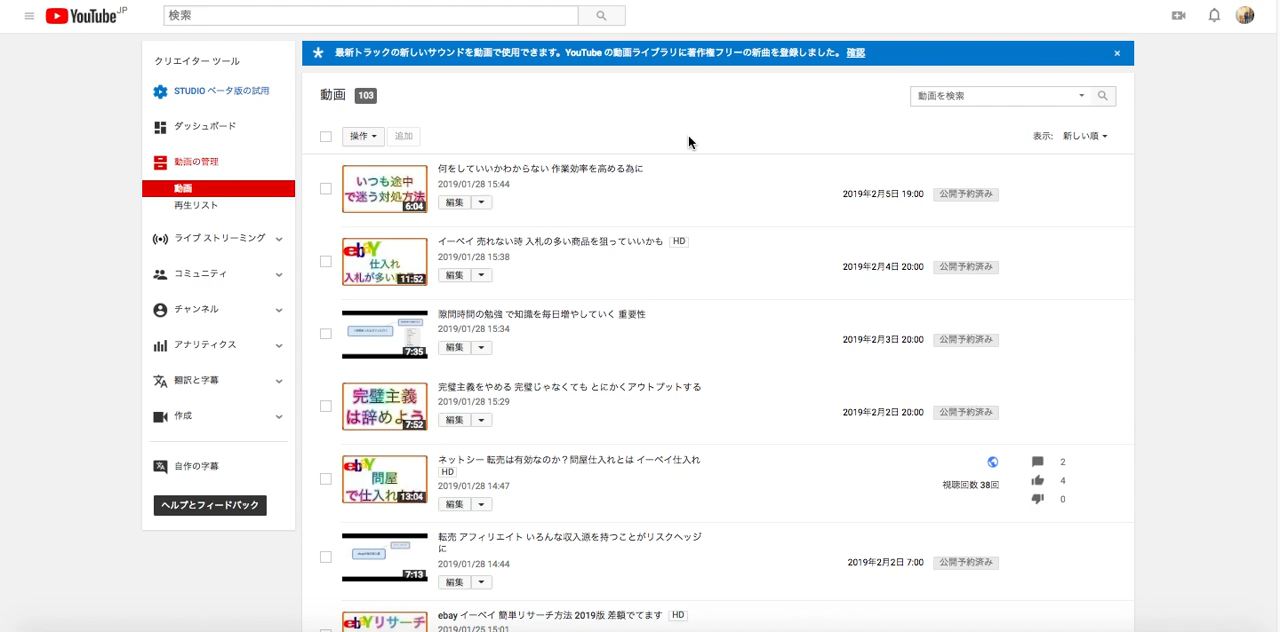 YouTube JP
検索
クリエイター ツール
STUDIO ベータ版の試用
ダッシュボード
動画の管理
動画
再生リスト
ライブ ストリーミング
コミュニティ
チャンネル
アナリティクス
翻訳と字幕
作成
自作の字幕
ヘルプとフィードバック
最新トラックの新しいサウンドを動画で使用できます。YouTube の動画ライブラリに著作権フリーの新曲を登録しました。 確認 ×
動画 103
動画を検索
操作 追加
表示: 新しい順
いつも途中
で迷う対処方法
6:04
何をしていいかわからない 作業効率を高める為に
2019/01/28 15:44
編集
2019年2月5日 19:00 公開予約済み
ebaY
仕入れ
入札が多い
11:52
イーベイ 売れない時 入札の多い商品を狙っていいかも HD
2019/01/28 15:38
編集
2019年2月4日 20:00 公開予約済み
7:35
隙間時間の勉強 で知識を毎日増やしていく 重要性
2019/01/28 15:34
編集
2019年2月3日 20:00 公開予約済み
完璧主義
は辞めよう
7:52
完璧主義をやめる 完璧じゃなくても とにかくアウトプットする
2019/01/28 15:29
編集
2019年2月2日 20:00 公開予約済み
ebaY
問屋
で仕入れ
13:04
ネットシー 転売は有効なのか？問屋仕入れとは イーベイ仕入れ
HD
2019/01/28 14:47
編集
視聴回数 38回
2
4
0
7:13
転売 アフィリエイト いろんな収入源を持つことがリスクヘッジ
に
2019/01/28 14:44
編集
2019年2月2日 7:00 公開予約済み
ebaYリサーチ
ebay イーベイ 簡単リサーチ方法 2019版 差額でてます HD
2019/01/25 15:01